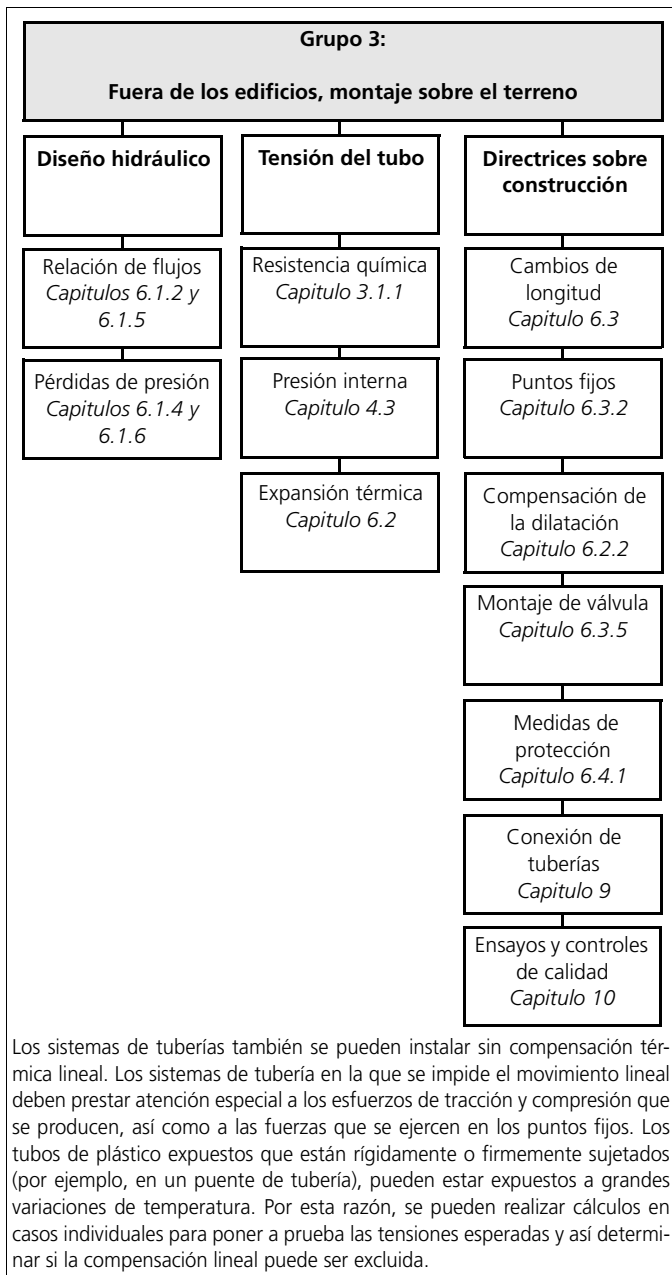 Grupo 3:
Fuera de los edificios, montaje sobre el terreno
Diseño hidráulico
Relación de flujos
Capitulos 6.1.2 y
6.1.5
Pérdidas de presión
Capitulos 6.1.4 y
6.1.6
Tensión del tubo
Resistencia química
Capitulo 3.1.1
Presión interna
Capitulo 4.3
Expansión térmica
Capitulo 6.2
Directrices sobre
construcción
Cambios de
longitud
Capitulo 6.3
Puntos fijos
Capitulo 6.3.2
Compensación de
la dilatación
Capitulo 6.2.2
Montaje de válvula
Capitulo 6.3.5
Medidas de
protección
Capitulo 6.4.1
Conexión de
tuberías
Capitulo 9
Ensayos y controles
de calidad
Capitulo 10
Los sistemas de tuberías también se pueden instalar sin compensación tér-
mica lineal. Los sistemas de tubería en la que se impide el movimiento lineal
deben prestar atención especial a los esfuerzos de tracción y compresión que
se producen, así como a las fuerzas que se ejercen en los puntos fijos. Los
tubos de plástico expuestos que están rígidamente o firmemente sujetados
(por ejemplo, en un puente de tubería), pueden estar expuestos a grandes
variaciones de temperatura. Por esta razón, se pueden realizar cálculos en
casos individuales para poner a prueba las tensiones esperadas y así determi-
nar si la compensación lineal puede ser excluida.